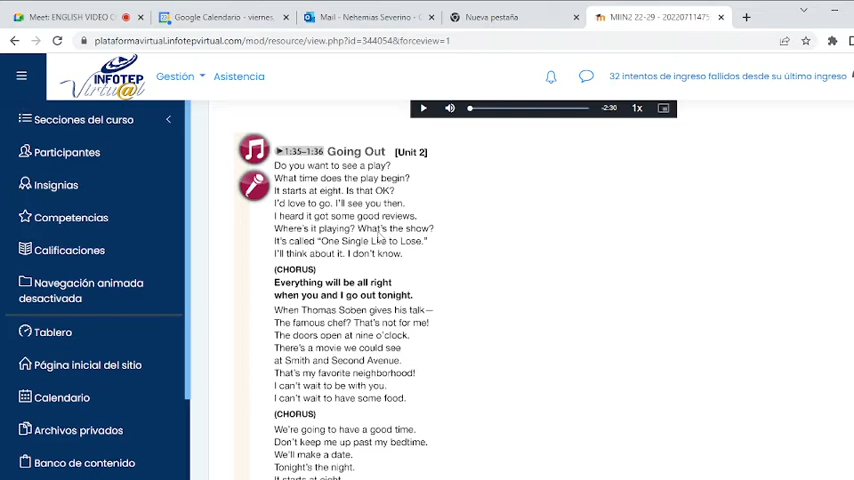 Meet: ENGLISH VIDEO C
Google Calendario - viernes
Mail - Nehemias Severino - O
Nueva pestaña
MIIN2 22-29 - 2022071147
plataformavirtual.infotepvirtual.com/mod/resource/view.php?id=344054&forceview=1
INFOTEP
Virtu@l
Gestión
Asistencia
32 intentos de ingreso fallidos desde su último ingreso
-2:30
1x
Secciones del curso
Participantes
Insignias
Competencias
Calificaciones
Navegación animada
desactivada
Tablero
Página inicial del sitio
Calendario
Archivos privados
Banco de contenido
1:35–1:36 Going Out [Unit 2]
Do you want to see a play?
What time does the play begin?
It starts at eight. Is that OK?
I'd love to go. I'll see you then.
I heard it got some good reviews.
Where's it playing? What's the show?
It's called "One Single Life to Lose."
I'll think about it. I don't know.
(CHORUS)
Everything will be all right
when you and I go out tonight.
When Thomas Soben gives his talk—
The famous chef? That's not for me!
The doors open at nine o'clock.
There's a movie we could see
at Smith and Second Avenue.
That's my favorite neighborhood!
I can't wait to be with you.
I can't wait to have some food.
(CHORUS)
We're going to have a good time.
Don't keep me up past my bedtime.
We'll make a date.
Tonight's the night.
It starts at eight.